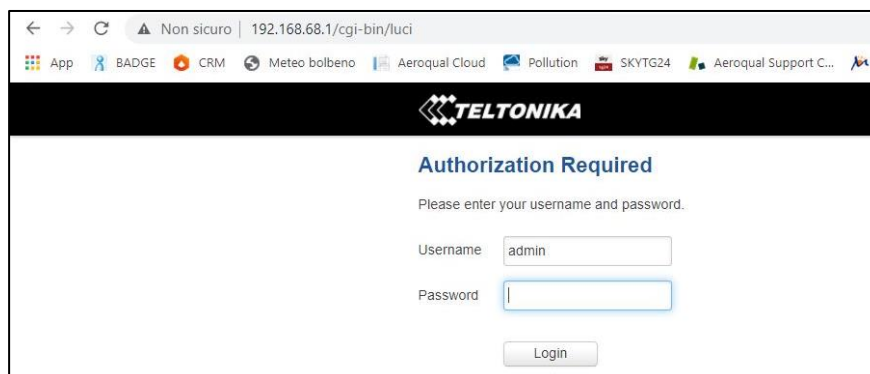 Non sicuro | 192.168.68.1/cgi-bin/luci
App BADGE CRM Meteo bolbeno Aeroqual Cloud Pollution SKYTG24 Aeroqual Support C...
TELTONIKA
Authorization Required
Please enter your username and password.
Username admin
Password
Login